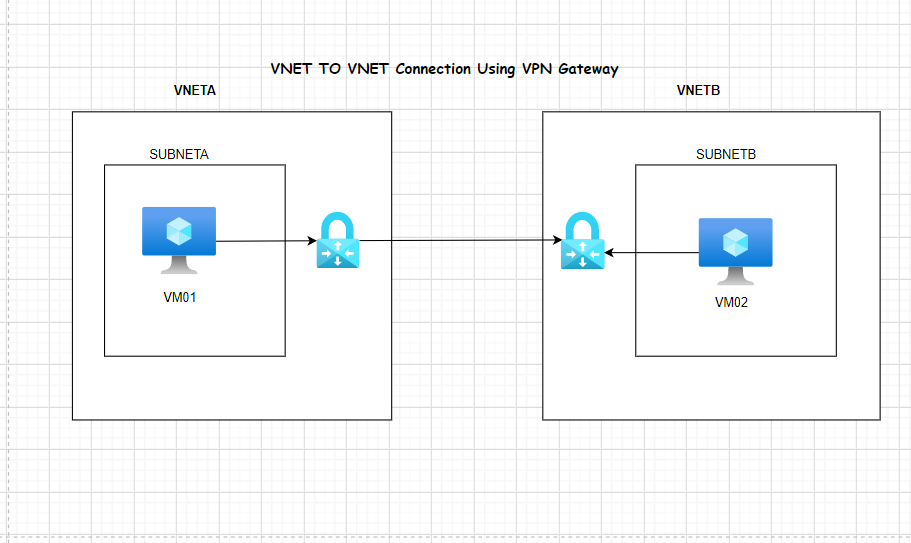 VNET TO VNET Connection Using VPN Gateway
VNETA
VNETB
SUBNETA
SUBNETB
VM01
VM02